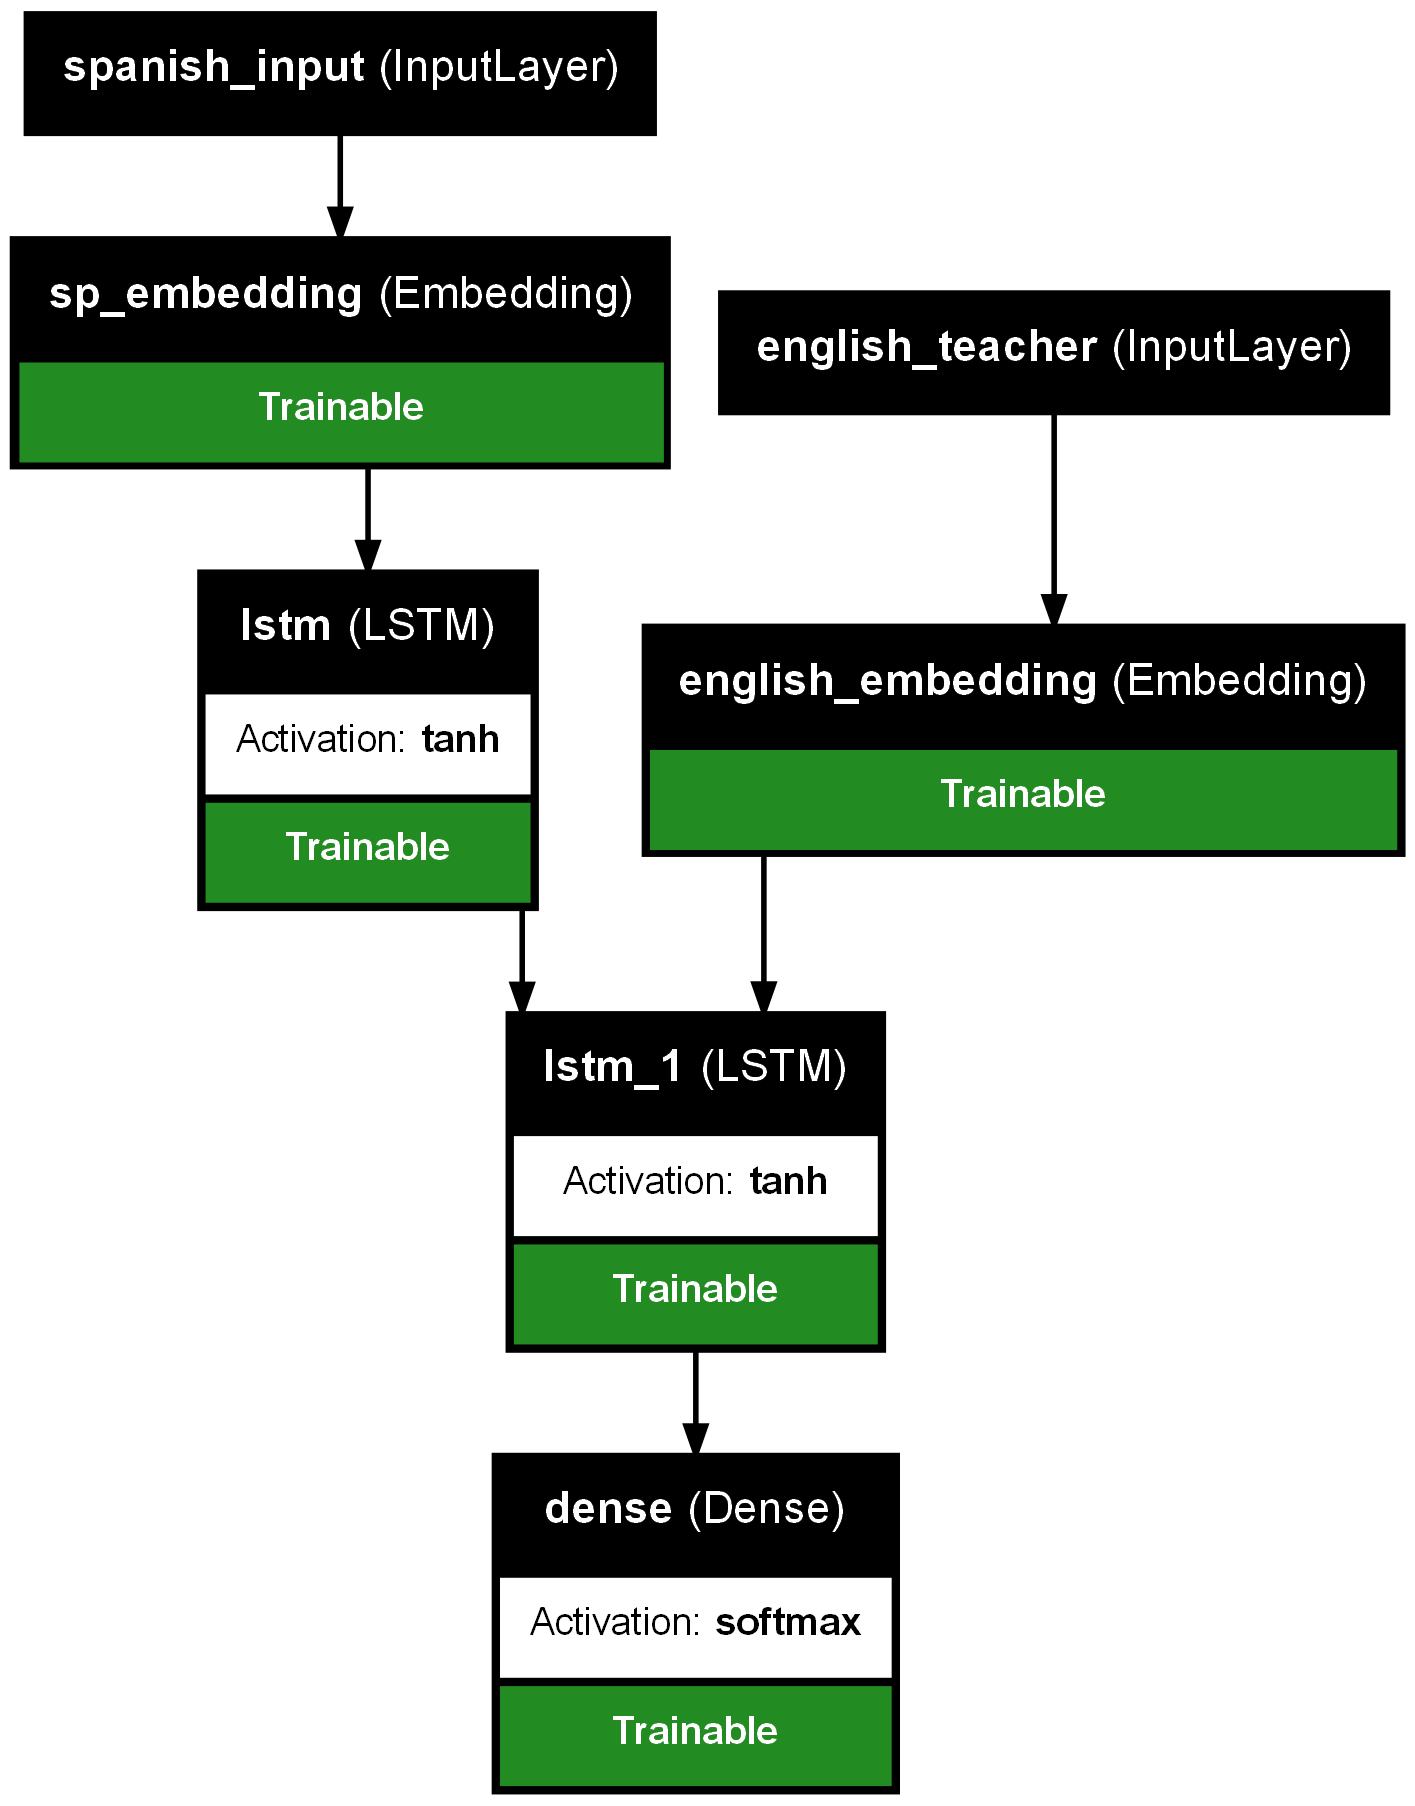 spanish_input (InputLayer)
sp_embedding (Embedding)
Trainable
english_teacher (InputLayer)
lstm (LSTM)
Activation: tanh
Trainable
english_embedding (Embedding)
Trainable
lstm_1 (LSTM)
Activation: tanh
Trainable
dense (Dense)
Activation: softmax
Trainable